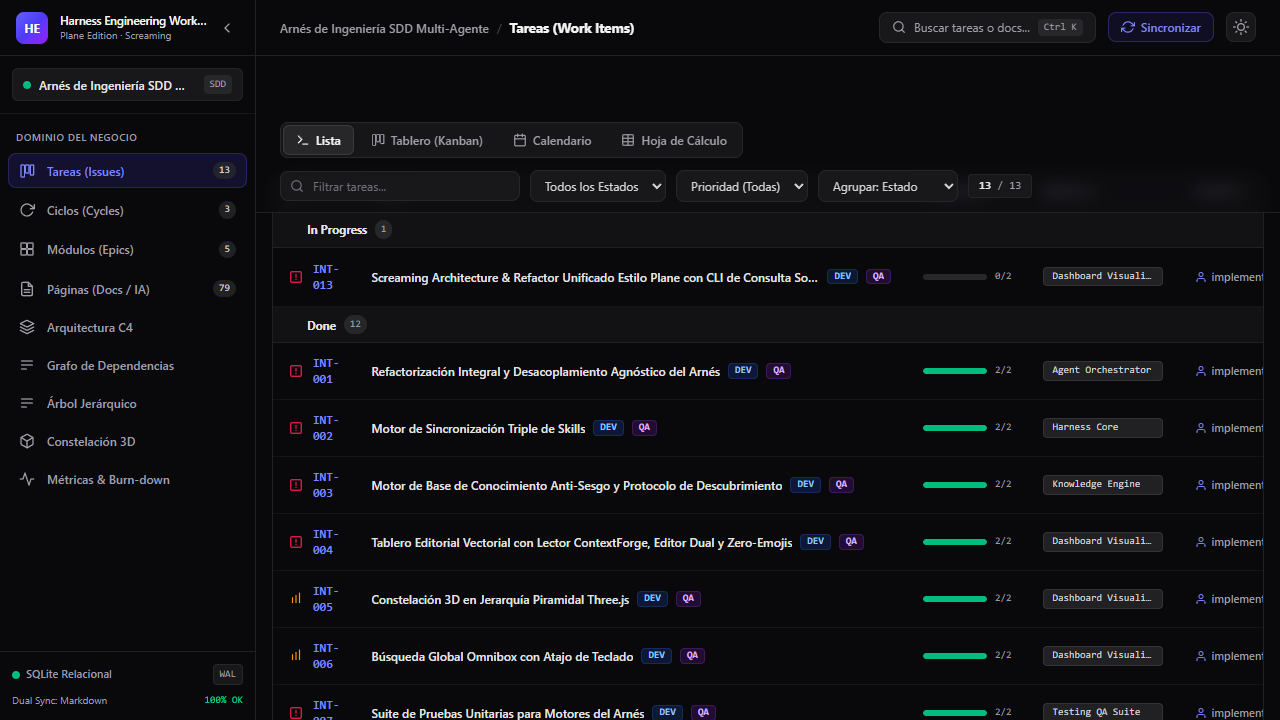 HE
Harness Engineering Work...
Plane Edition · Screaming
Arnés de Ingeniería SDD ...
SDD
DOMINIO DEL NEGOCIO
Tareas (Issues)
13
Ciclos (Cycles)
3
Módulos (Epics)
5
Páginas (Docs / IA)
79
Arquitectura C4
Grafo de Dependencias
Árbol Jerárquico
Constelación 3D
Métricas & Burn-down
SQLite Relacional
WAL
Dual Sync: Markdown
100% OK
Arnés de Ingeniería SDD Multi-Agente / Tareas (Work Items)
Buscar tareas o docs...
Ctrl K
Sincronizar
Lista
Tablero (Kanban)
Calendario
Hoja de Cálculo
Filtrar tareas...
Todos los Estados
Prioridad (Todas)
Agrupar: Estado
13 / 13
In Progress 1
INT-013 Screaming Architecture & Refactor Unificado Estilo Plane con CLI de Consulta So... DEV QA 0/2 Dashboard Visuali… implement
Done 12
INT-001 Refactorización Integral y Desacoplamiento Agnóstico del Arnés DEV QA 2/2 Agent Orchestrator implement
INT-002 Motor de Sincronización Triple de Skills DEV QA 2/2 Harness Core implement
INT-003 Motor de Base de Conocimiento Anti-Sesgo y Protocolo de Descubrimiento DEV QA 2/2 Knowledge Engine implement
INT-004 Tablero Editorial Vectorial con Lector ContextForge, Editor Dual y Zero-Emojis DEV QA 2/2 Dashboard Visuali… implement
INT-005 Constelación 3D en Jerarquía Piramidal Three.js DEV QA 2/2 Dashboard Visuali… implement
INT-006 Búsqueda Global Omnibox con Atajo de Teclado DEV QA 2/2 Dashboard Visuali… implement
INT-007 Suite de Pruebas Unitarias para Motores del Arnés DEV QA 2/2 Testing QA Suite implement